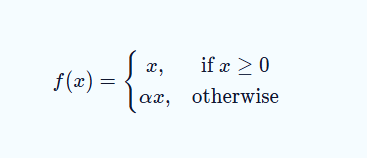 f(x) = { x, if x ≥ 0
αx, otherwise